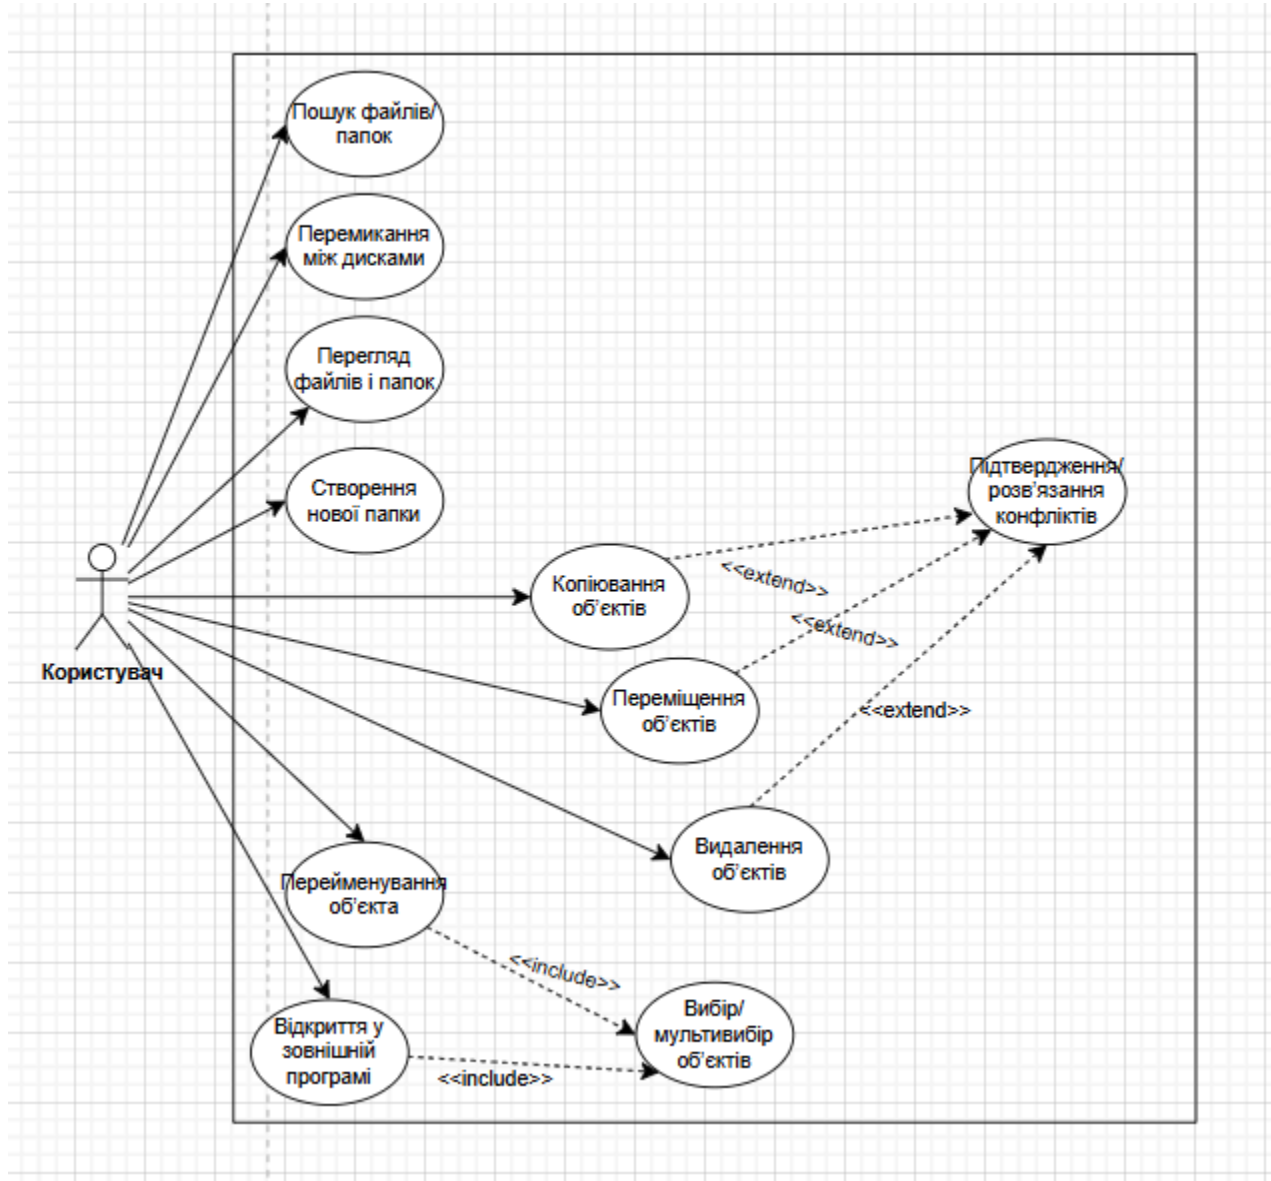 Пошук файлів/
папок
Перемикання
між дисками
Перегляд
файлів і папок
Створення
нової папки
Підтвердження/
розв'язання
конфліктів
Копіювання
об'єктів
<<extend>>
<<extend>>
Користувач
Переміщення
об'єктів
<<extend>>
Видалення
об'єктів
Перейменування
об'єкта
<<include>>
Вибір/
мультивибір
об'єктів
Відкриття у
зовнішній
програмі
<<include>>